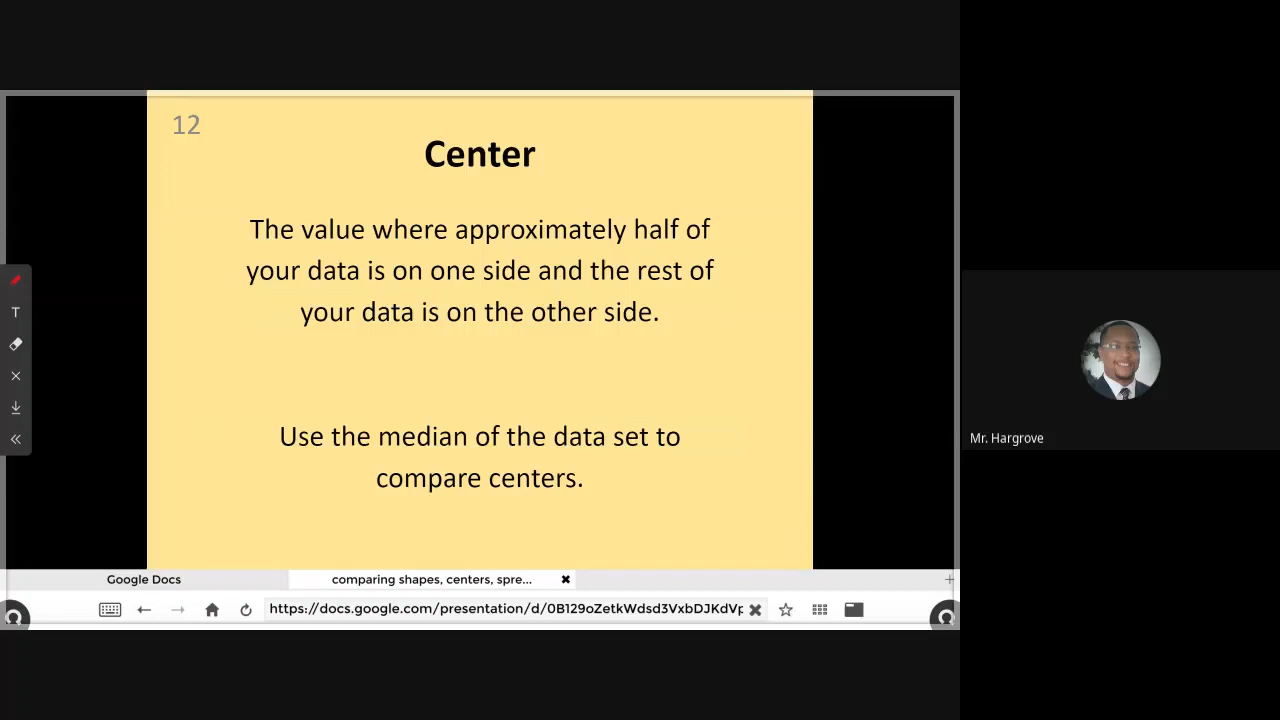 12
Center
The value where approximately half of
your data is on one side and the rest of
your data is on the other side.
Use the median of the data set to
compare centers.
T
Mr. Hargrove
Google Docs
comparing shapes, centers, spre...
https://docs.google.com/presentation/d/0B129oZetkWdsd3VxbDJKdVp